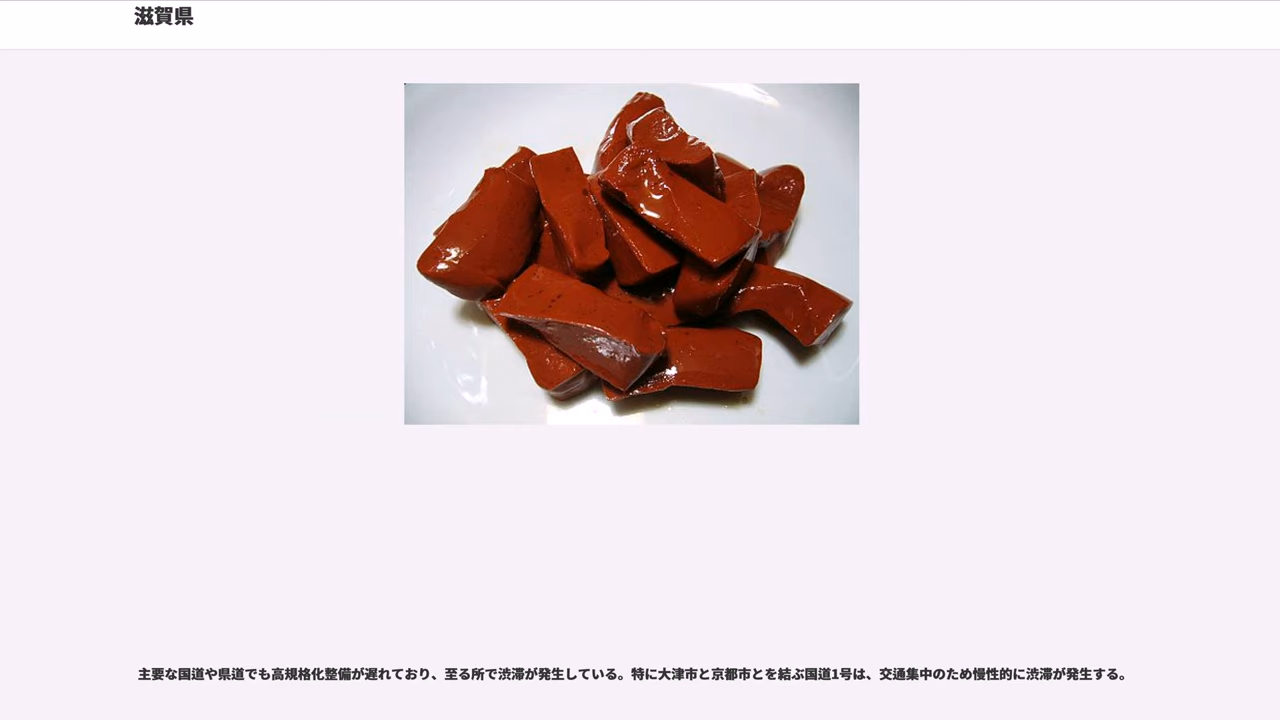 滋賀県
主要な国道や県道でも高規格化整備が遅れており、至る所で渋滞が発生している。特に大津市と京都市とを結ぶ国道1号は、交通集中のため慢性的に渋滞が発生する。